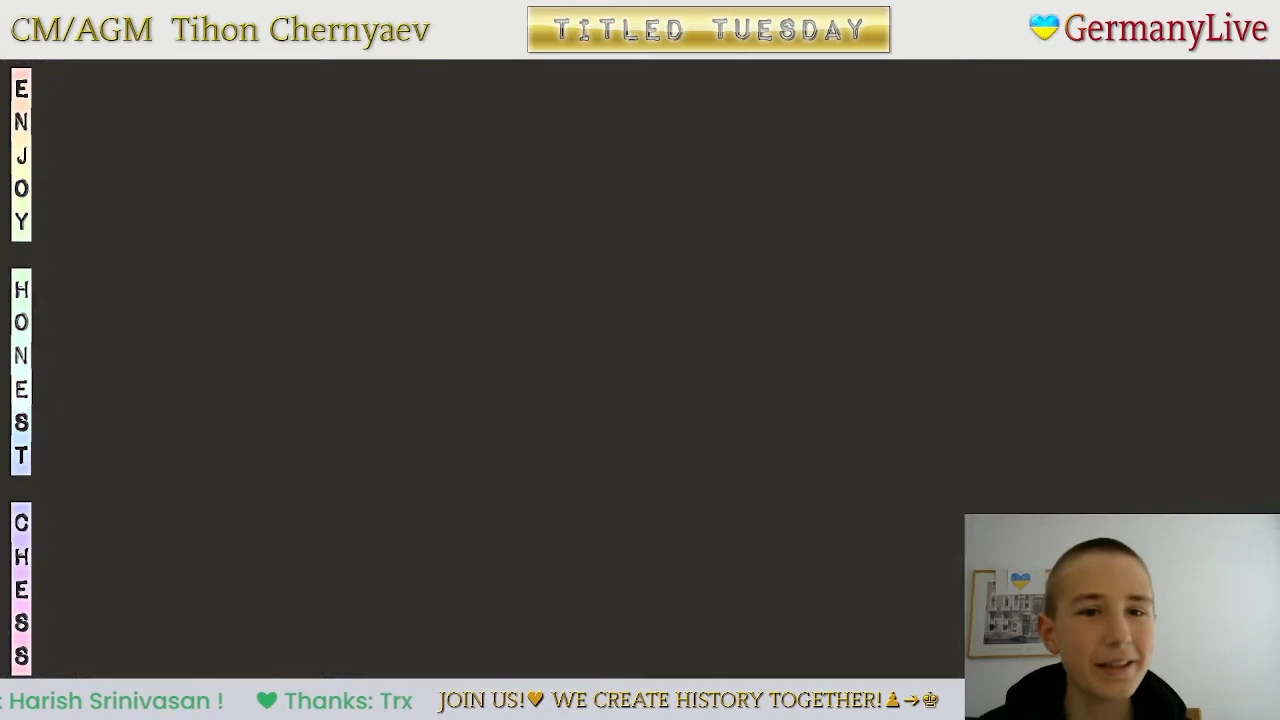 CM/AGM Tihon Chernyaev
TITLED TUESDAY
GermanyLive
ENJOY
HONEST
CHESS
: Harish Srinivasan !
Thanks: Trx
JOIN US!🧡 WE CREATE HISTORY TOGETHER!♟→♚